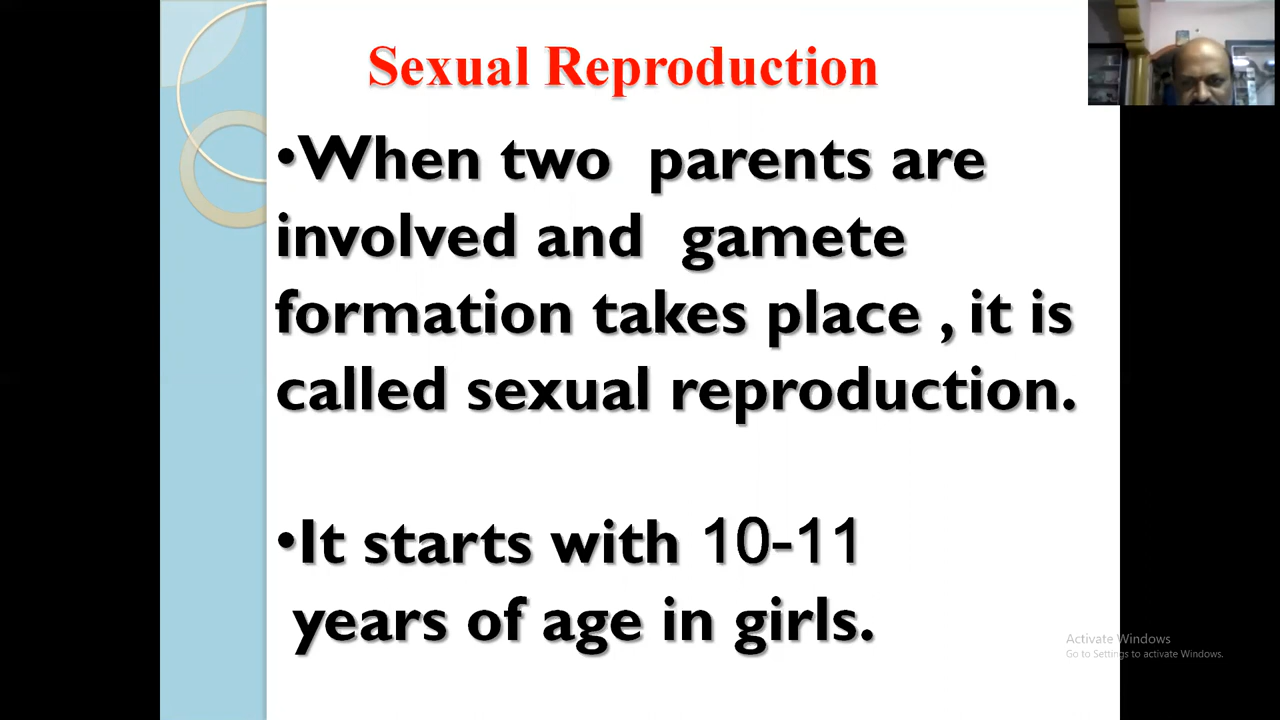 Sexual Reproduction
•When two parents are
involved and gamete
formation takes place , it is
called sexual reproduction.
•It starts with 10-11
years of age in girls.
Activate Windows
Go to Settings to activate Windows.